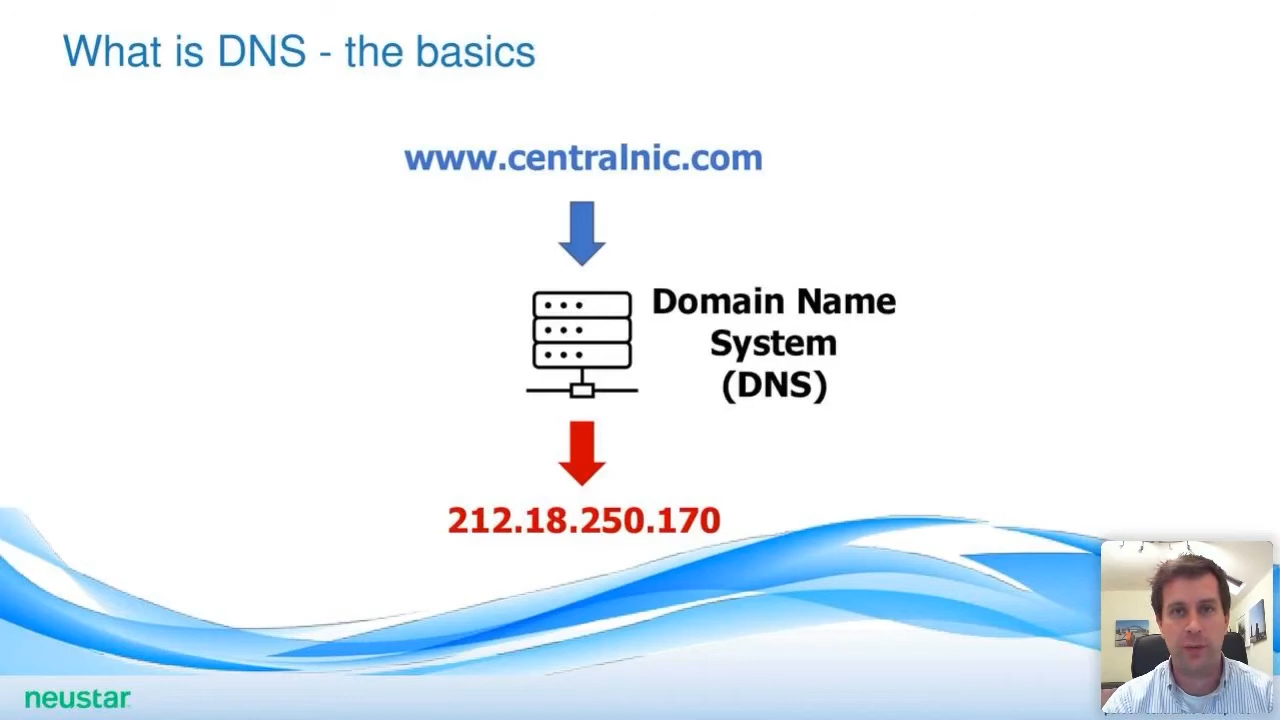 What is DNS - the basics
www.centralnic.com
Domain Name
System
(DNS)
212.18.250.170
neustar